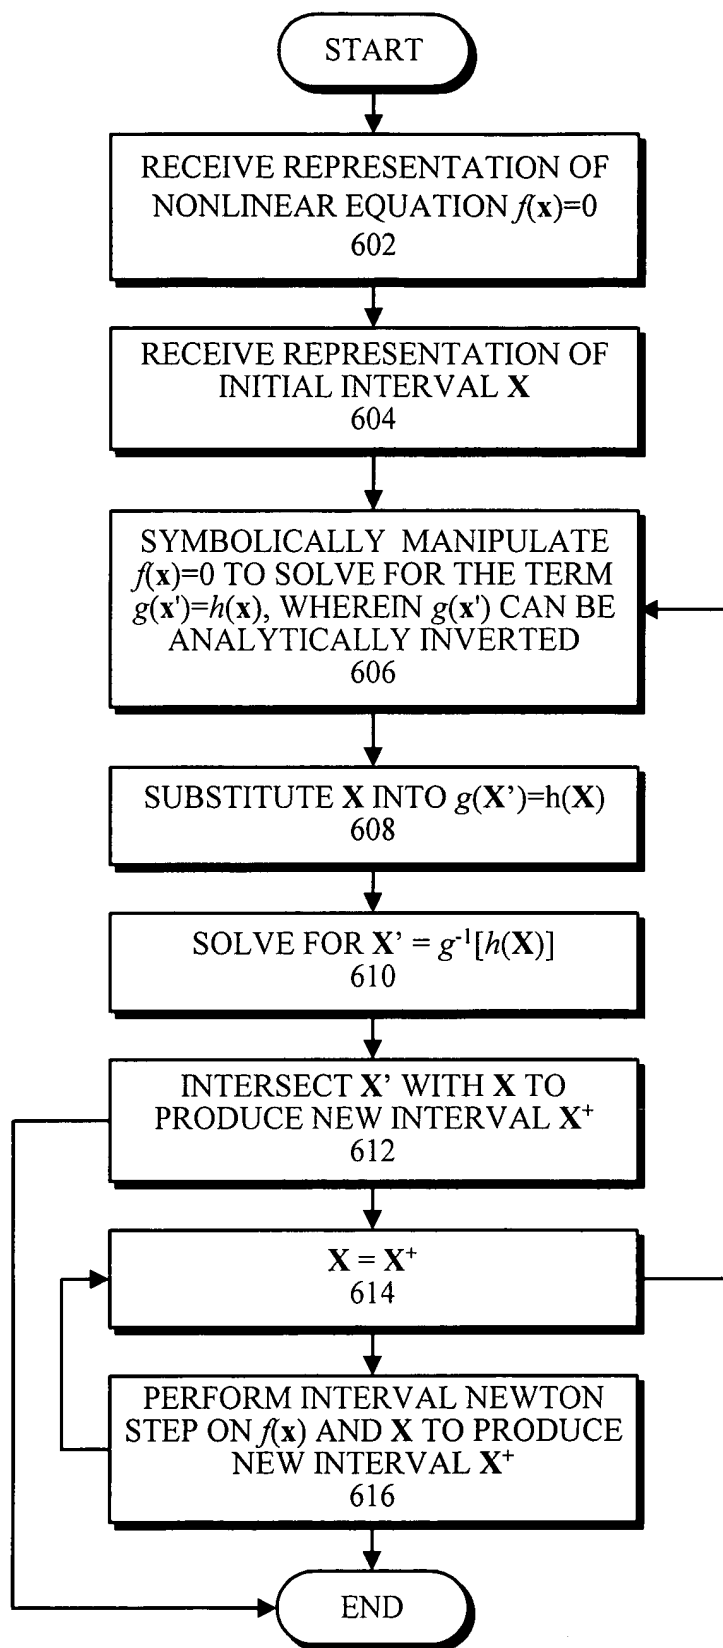 START
RECEIVE REPRESENTATION OF
NONLINEAR EQUATION f(x)=0
602
RECEIVE REPRESENTATION OF
INITIAL INTERVAL X
604
SYMBOLICALLY MANIPULATE
f(x)=0 TO SOLVE FOR THE TERM
g(x')=h(x), WHEREIN g(x') CAN BE
ANALYTICALLY INVERTED
606
SUBSTITUTE X INTO g(X’)=h(X)
608
SOLVE FOR X’ = g⁻¹[h(X)]
610
INTERSECT X’ WITH X TO
PRODUCE NEW INTERVAL X⁺
612
X = X⁺
614
PERFORM INTERVAL NEWTON
STEP ON f(x) AND X TO PRODUCE
NEW INTERVAL X⁺
616
END